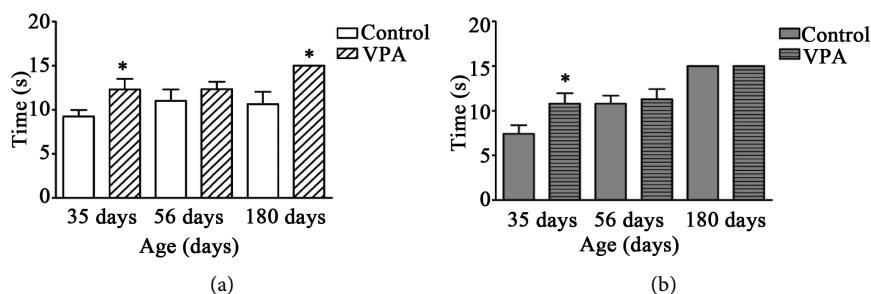 20
15
10
5
0
Time (s)
Control
VPA
*
*
35 days 56 days 180 days
Age (days)
(a)
20
15
10
5
0
Time (s)
Control
VPA
*
35 days 56 days 180 days
Age (days)
(b)